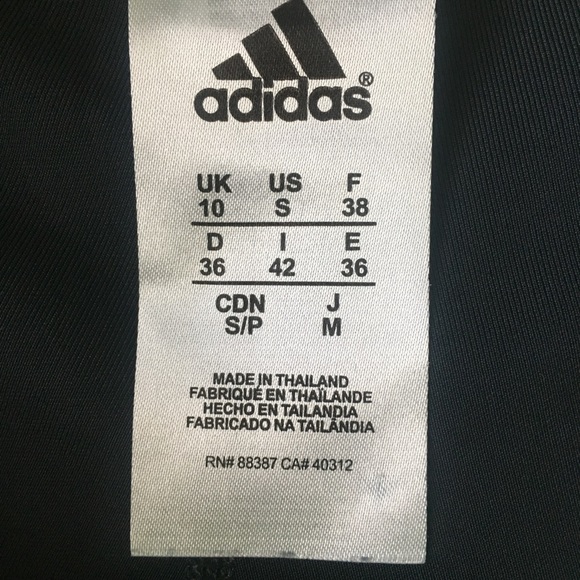 adidas®
UK US F
10 S 38
D I E
36 42 36
CDN J
S/P M
MADE IN THAILAND
FABRIQUÉ EN THAÏLANDE
HECHO EN TAILANDIA
FABRICADO NA TAILÂNDIA
RN# 88387 CA# 40312